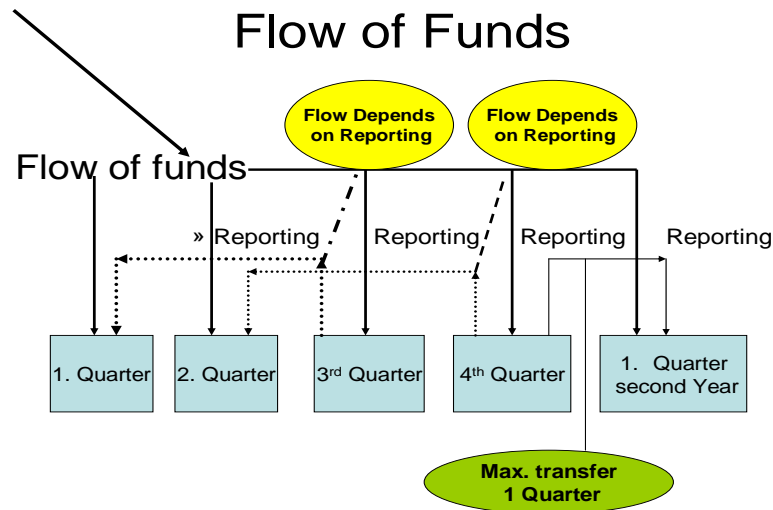 Flow of Funds
Flow Depends
on Reporting
Flow Depends
on Reporting
Flow of funds
» Reporting
Reporting
Reporting
Reporting
1. Quarter
2. Quarter
3rd Quarter
4th Quarter
1. Quarter
second Year
Max. transfer
1 Quarter